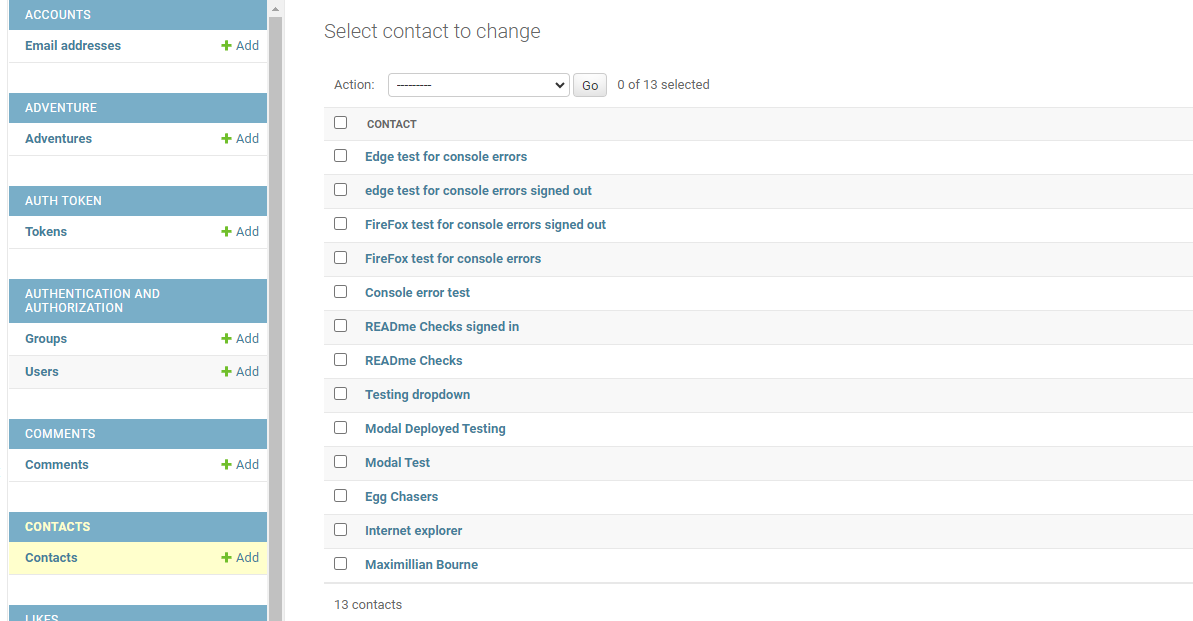 ACCOUNTS
Email addresses
Add
ADVENTURE
Adventures
Add
AUTH TOKEN
Tokens
Add
AUTHENTICATION AND
AUTHORIZATION
Groups
Add
Users
Add
COMMENTS
Comments
Add
CONTACTS
Contacts
Add
LIKES
Select contact to change
Action:
---------
Go
0 of 13 selected
CONTACT
Edge test for console errors
edge test for console errors signed out
FireFox test for console errors signed out
FireFox test for console errors
Console error test
READme Checks signed in
READme Checks
Testing dropdown
Modal Deployed Testing
Modal Test
Egg Chasers
Internet explorer
Maximillian Bourne
13 contacts